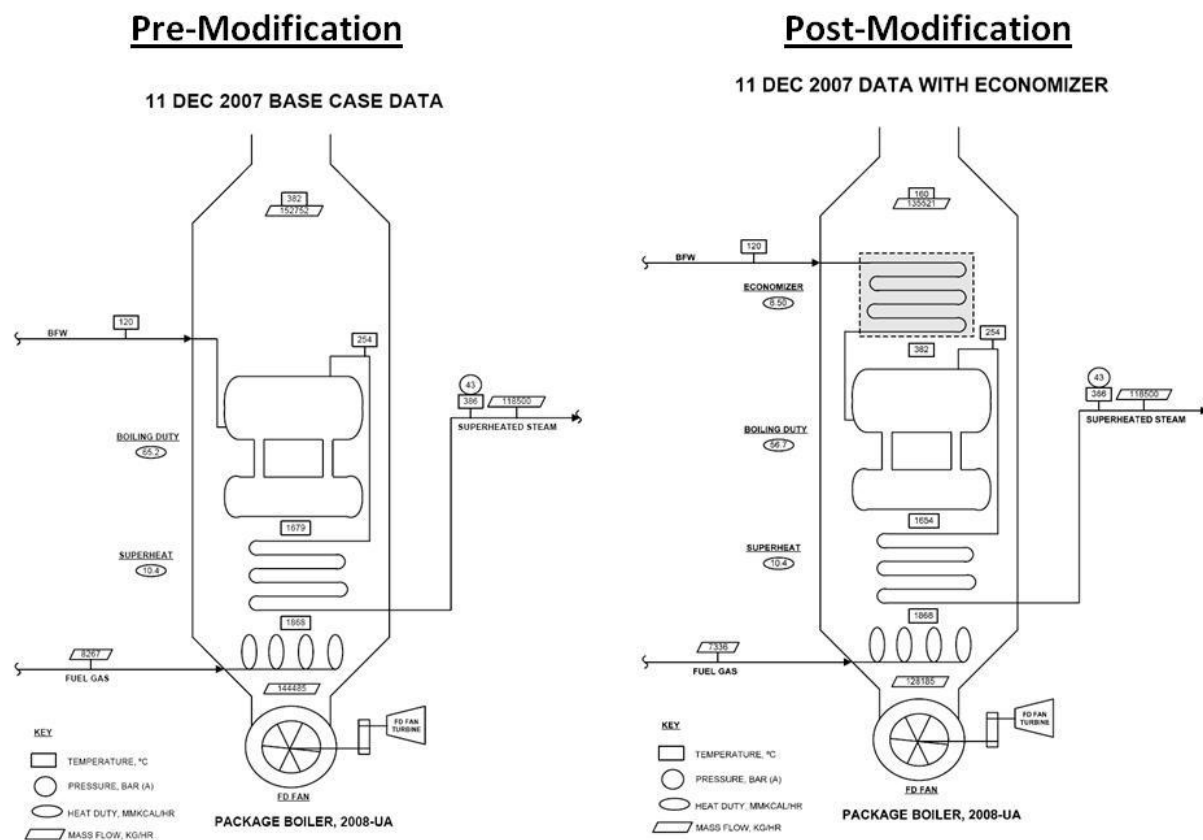 Pre-Modification
11 DEC 2007 BASE CASE DATA
382
152752
120
BFW
254
43
386
118500
SUPERHEATED STEAM
BOILING DUTY
65.2
1679
SUPERHEAT
10.4
1868
8267
FUEL GAS
144485
FD FAN
TURBINE
KEY
TEMPERATURE, ºC
PRESSURE, BAR (A)
HEAT DUTY, MMKCAL/HR
MASS FLOW, KG/HR
FD FAN
PACKAGE BOILER, 2008-UA
Post-Modification
11 DEC 2007 DATA WITH ECONOMIZER
160
135521
120
BFW
ECONOMIZER
8.50
382
254
43
386
118500
SUPERHEATED STEAM
BOILING DUTY
56.7
1654
SUPERHEAT
10.4
1868
7336
FUEL GAS
128185
FD FAN
TURBINE
KEY
TEMPERATURE, ºC
PRESSURE, BAR (A)
HEAT DUTY, MMKCAL/HR
MASS FLOW, KG/HR
FD FAN
PACKAGE BOILER, 2008-UA